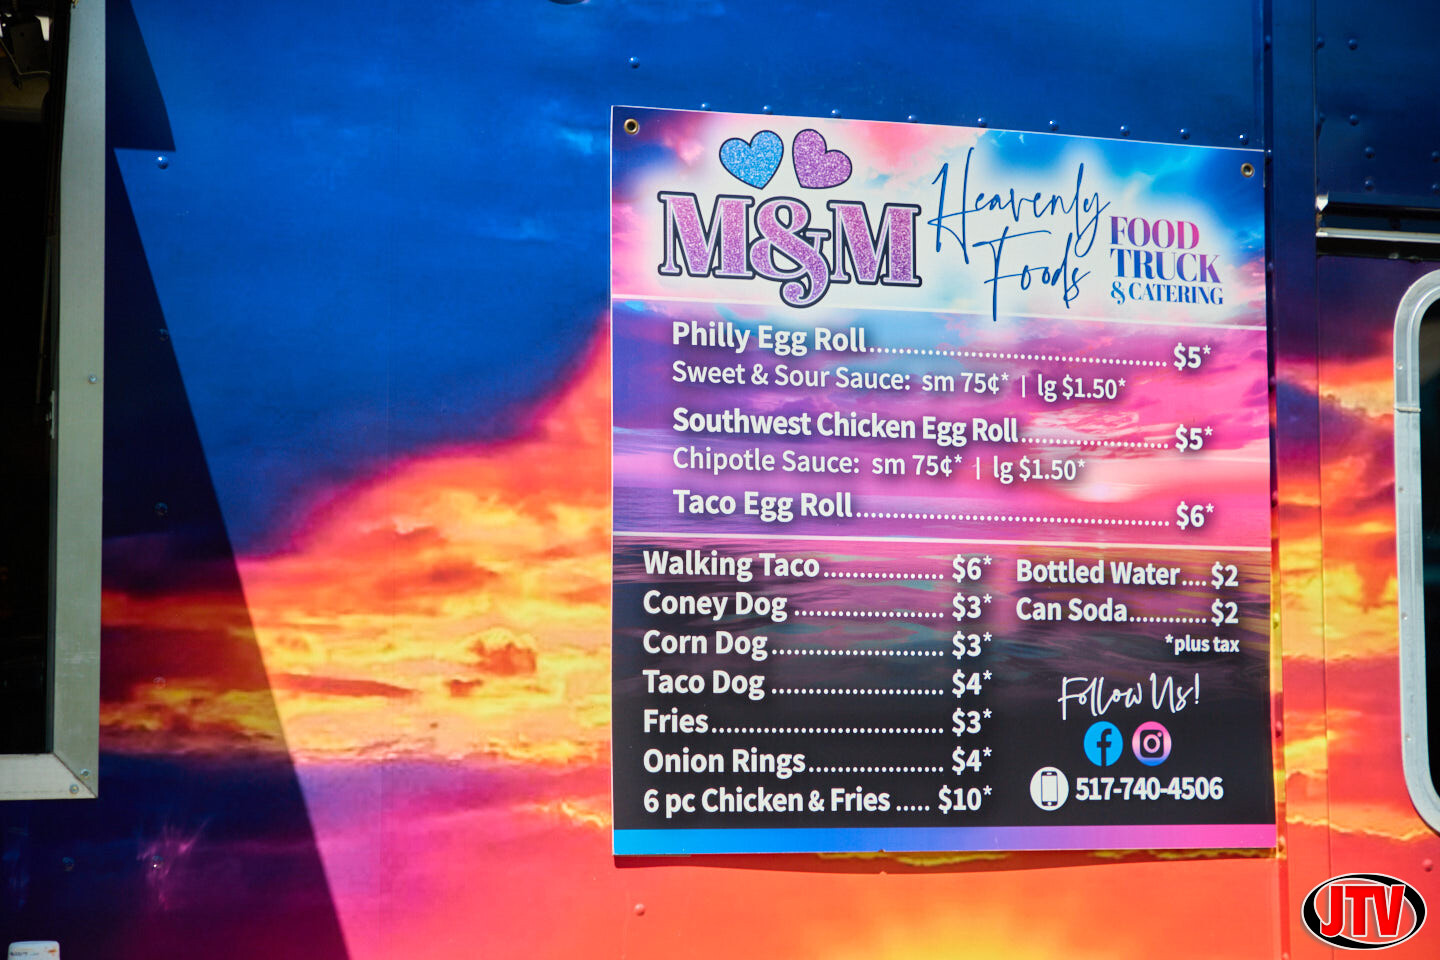 M&M
Heavenly
Foods
FOOD
TRUCK
& CATERING
Philly Egg Roll........................................ $5*
Sweet & Sour Sauce: sm 75¢* | lg $1.50*
Southwest Chicken Egg Roll...................... $5*
Chipotle Sauce: sm 75¢* | lg $1.50*
Taco Egg Roll.............................................. $6*
Walking Taco.................. $6*
Coney Dog ...................... $3*
Corn Dog......................... $3*
Taco Dog ......................... $4*
Fries.................................. $3*
Onion Rings.................... $4*
6 pc Chicken & Fries ..... $10*
Bottled Water.... $2
Can Soda............ $2
*plus tax
Follow Us!
517-740-4506
JTV